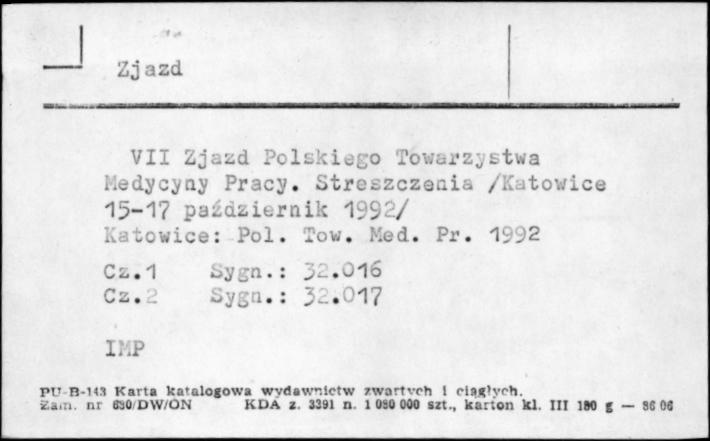 Zjazd
VII Zjazd Polskiego Towarzystwa
Medycyny Pracy. Streszczenia /Katowice
15-17 październik 1992/
Katowice: Pol. Tow. Med. Pr. 1992
Cz.1 Sygn.: 32.016
Cz.2 Sygn.: 32.017
IMP
PU-B-143 Karta katalogowa wydawnictw zwartych i ciągłych.
Zam. nr 630/DW/ON KDA z. 3391 n. 1 080 000 szt., karton kl. III 180 g — 86 06